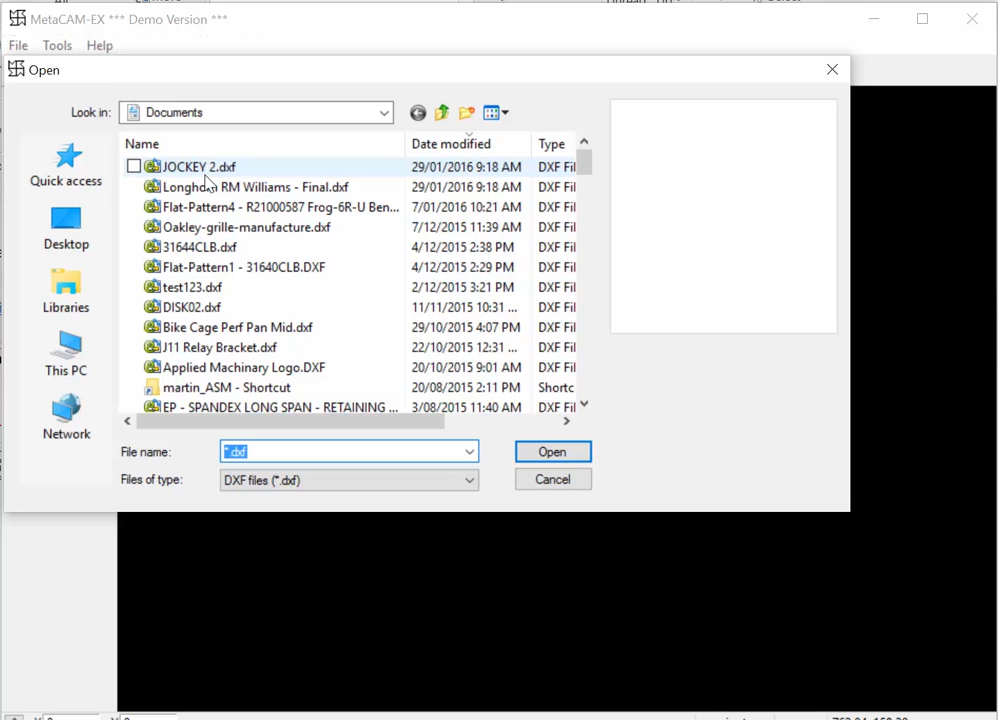 MetaCAM-EX *** Demo Version ***
File Tools Help
Open
Look in: Documents
Name Date modified Type
JOCKEY 2.dxf 29/01/2016 9:18 AM DXF Fil
Longhorn RM Williams - Final.dxf 29/01/2016 9:18 AM DXF Fil
Flat-Pattern4 - R21000587 Frog-6R-U Ben... 7/01/2016 10:21 AM DXF Fil
Oakley-grille-manufacture.dxf 7/12/2015 11:39 AM DXF Fil
31644CLB.dxf 4/12/2015 2:38 PM DXF Fil
Flat-Pattern1 - 31640CLB.DXF 4/12/2015 2:29 PM DXF Fil
test123.dxf 2/12/2015 3:21 PM DXF Fil
DISK02.dxf 11/11/2015 10:31 ... DXF Fil
Bike Cage Perf Pan Mid.dxf 29/10/2015 4:07 PM DXF Fil
J11 Relay Bracket.dxf 22/10/2015 12:31 ... DXF Fil
Applied Machinary Logo.DXF 20/10/2015 9:01 AM DXF Fil
martin_ASM - Shortcut 20/08/2015 2:11 PM Shortc
EP - SPANDEX LONG SPAN - RETAINING ... 3/08/2015 11:40 AM DXF Fil
Quick access
Desktop
Libraries
This PC
Network
File name: *.dxf Open
Files of type: DXF files (*.dxf) Cancel